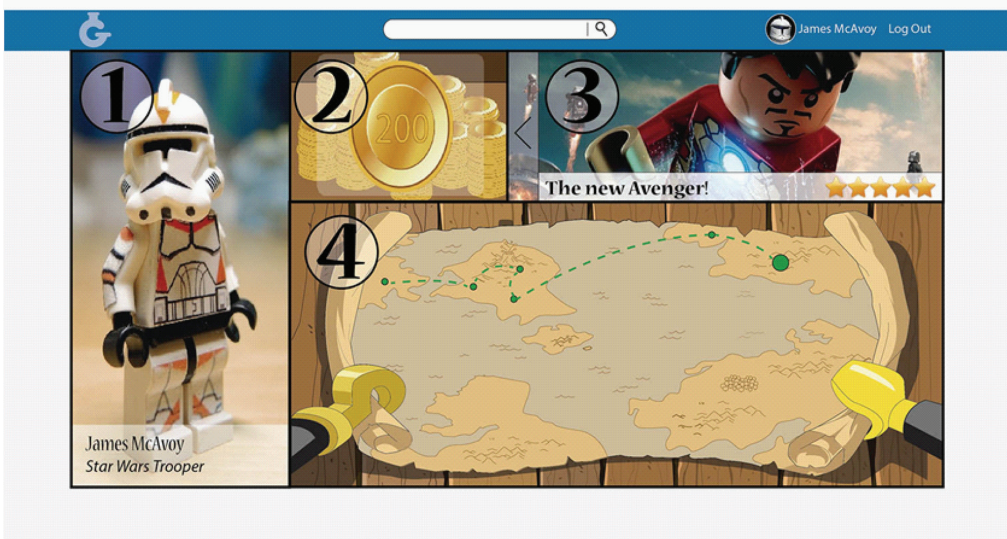 James McAvoy Log Out
1
2
200
3
The new Avenger!
4
James McAvoy
Star Wars Trooper